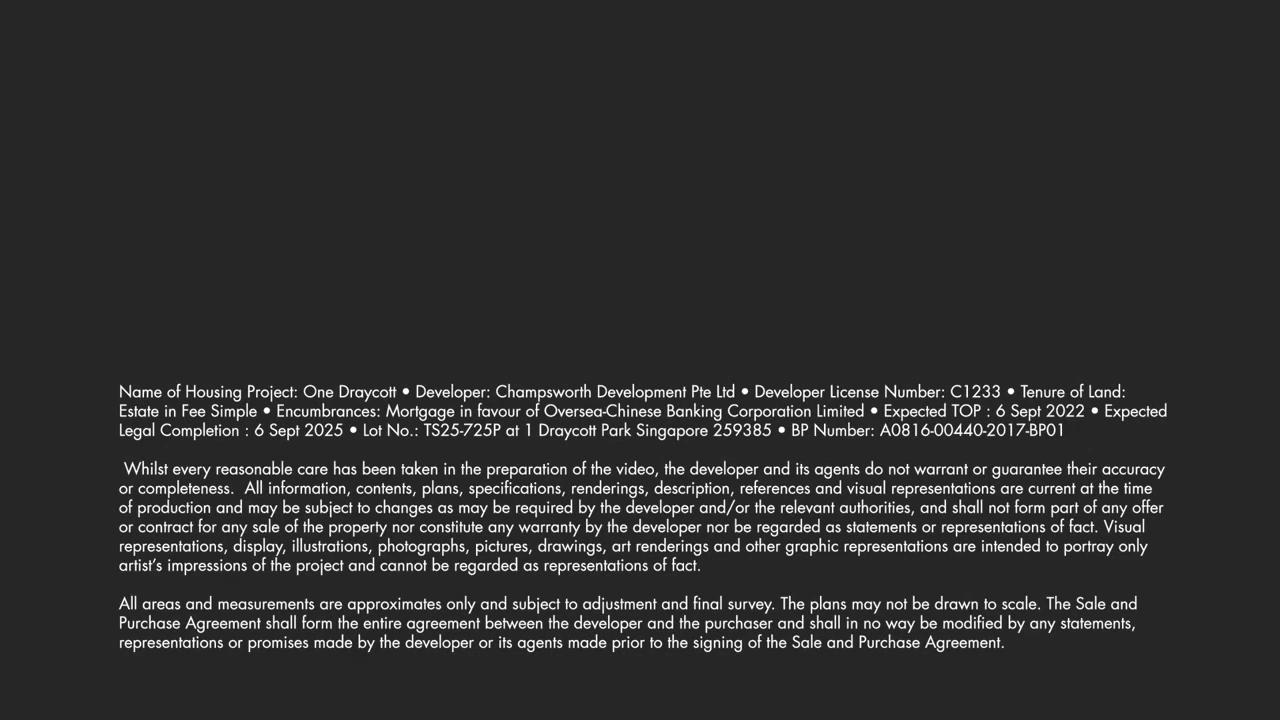 Name of Housing Project: One Draycott • Developer: Champsworth Development Pte Ltd • Developer License Number: C1233 • Tenure of Land:
Estate in Fee Simple • Encumbrances: Mortgage in favour of Oversea-Chinese Banking Corporation Limited • Expected TOP : 6 Sept 2022 • Expected
Legal Completion : 6 Sept 2025 • Lot No.: TS25-725P at 1 Draycott Park Singapore 259385 • BP Number: A0816-00440-2017-BP01
Whilst every reasonable care has been taken in the preparation of the video, the developer and its agents do not warrant or guarantee their accuracy
or completeness.  All information, contents, plans, specifications, renderings, description, references and visual representations are current at the time
of production and may be subject to changes as may be required by the developer and/or the relevant authorities, and shall not form part of any offer
or contract for any sale of the property nor constitute any warranty by the developer nor be regarded as statements or representations of fact. Visual
representations, display, illustrations, photographs, pictures, drawings, art renderings and other graphic representations are intended to portray only
artist's impressions of the project and cannot be regarded as representations of fact.
All areas and measurements are approximates only and subject to adjustment and final survey. The plans may not be drawn to scale. The Sale and
Purchase Agreement shall form the entire agreement between the developer and the purchaser and shall in no way be modified by any statements,
representations or promises made by the developer or its agents made prior to the signing of the Sale and Purchase Agreement.